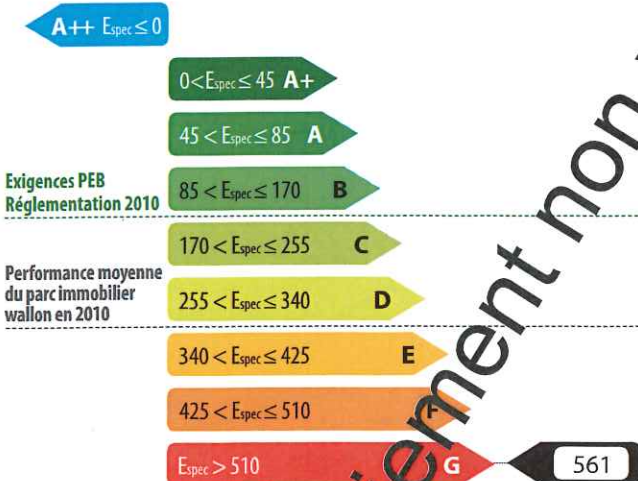 A++ Espec ≤ 0
0 < Espec ≤ 45 A+
45 < Espec ≤ 85 A
Exigences PEB
Réglementation 2010
85 < Espec ≤ 170 B
170 < Espec ≤ 255 C
Performance moyenne
du parc immobilier
wallon en 2010
255 < Espec ≤ 340 D
340 < Espec ≤ 425 E
425 < Espec ≤ 510 F
Espec > 510 G
561
non